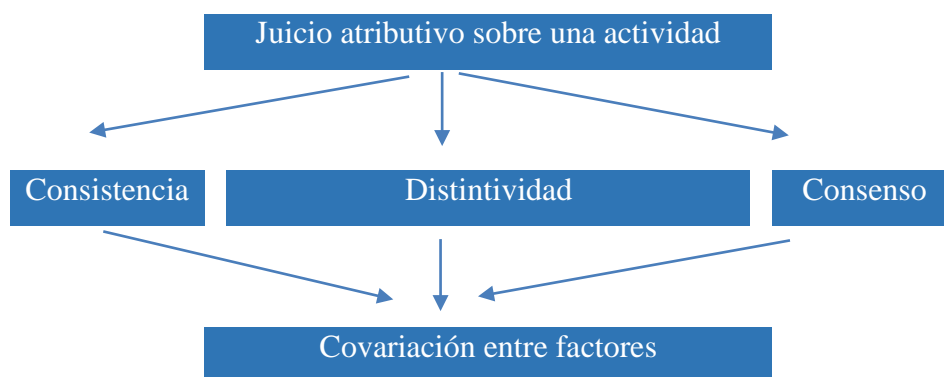 Juicio atributivo sobre una actividad
Consistencia
Distintividad
Consenso
Covariación entre factores